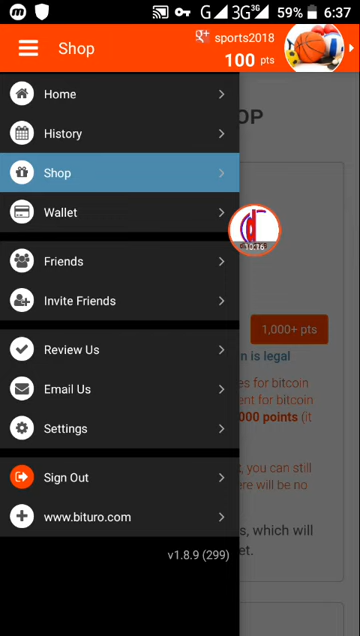 G 3G 3G 59% 6:37
Shop
sports2018
100 pts
Home
OP
History
Shop
Wallet
Friends
Invite Friends
1,000+ pts
Review Us
n is legal
es for bitcoin
Email Us
ent for bitcoin
000 points (it
Settings
Sign Out
, you can still
ere will be no
www.bituro.com
s, which will
et.
v1.8.9 (299)